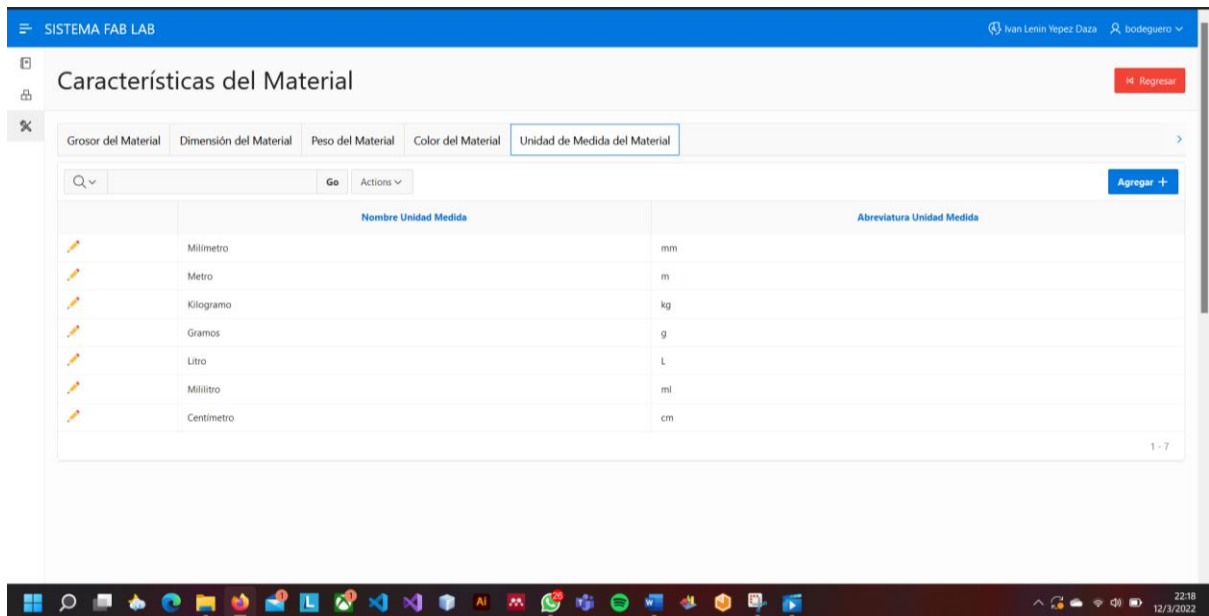 SISTEMA FAB LAB
Ivan Lenin Yepez Daza bodeguero
Características del Material
Regresar
Grosor del Material Dimensión del Material Peso del Material Color del Material Unidad de Medida del Material
Go Actions Agregar
Nombre Unidad Medida Abreviatura Unidad Medida
Milímetro mm
Metro m
Kilogramo kg
Gramos g
Litro L
Mililitro ml
Centímetro cm
1 - 7
22:18
12/3/2022